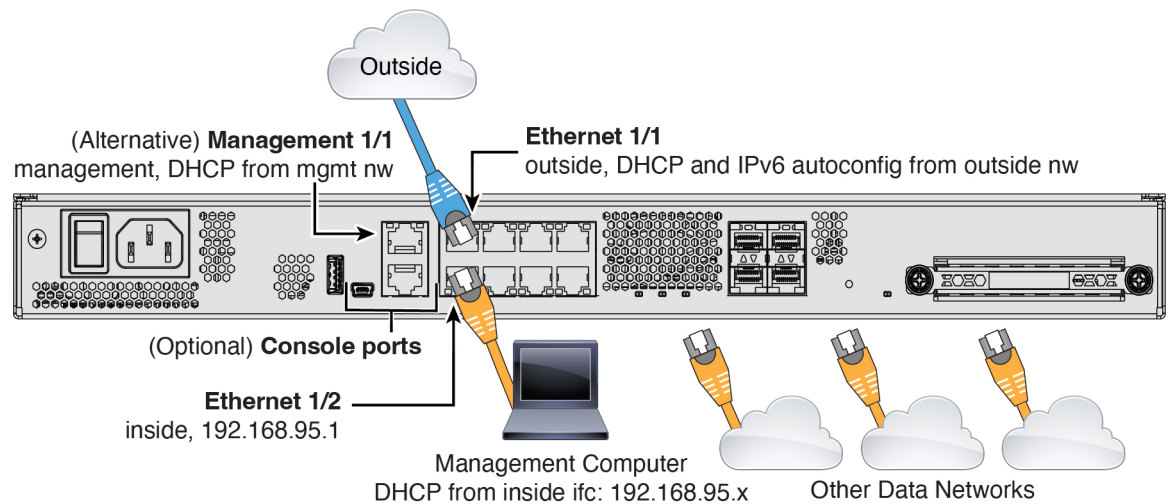 Outside
(Alternative) Management 1/1
management, DHCP from mgmt nw
Ethernet 1/1
outside, DHCP and IPv6 autoconfig from outside nw
(Optional) Console ports
Ethernet 1/2
inside, 192.168.95.1
Management Computer
DHCP from inside ifc: 192.168.95.x
Other Data Networks